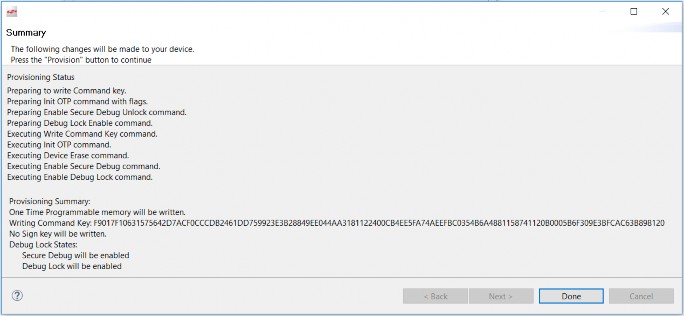 Summary
The following changes will be made to your device.
Press the "Provision" button to continue
Provisioning Status
Preparing to write Command key.
Preparing Init OTP command with flags.
Preparing Enable Secure Debug Unlock command.
Preparing Debug Lock Enable command.
Executing Write Command Key command.
Executing Init OTP command.
Executing Device Erase command.
Executing Enable Secure Debug command.
Executing Enable Debug Lock command.
Provisioning Summary:
One Time Programable memory will be written.
Writing Command Key: F9017F10631575642D7ACF0CCCDB2461DD759923E3B28849EE044AA3181122400CB4EE5FA74AEEFBC0354B6A4881158741120B0005B6F309E3BFCAC63B898120
No Sign key will be written.
Debug Lock States:
Secure Debug will be enabled
Debug Lock will be enabled
< Back
Next >
Done
Cancel